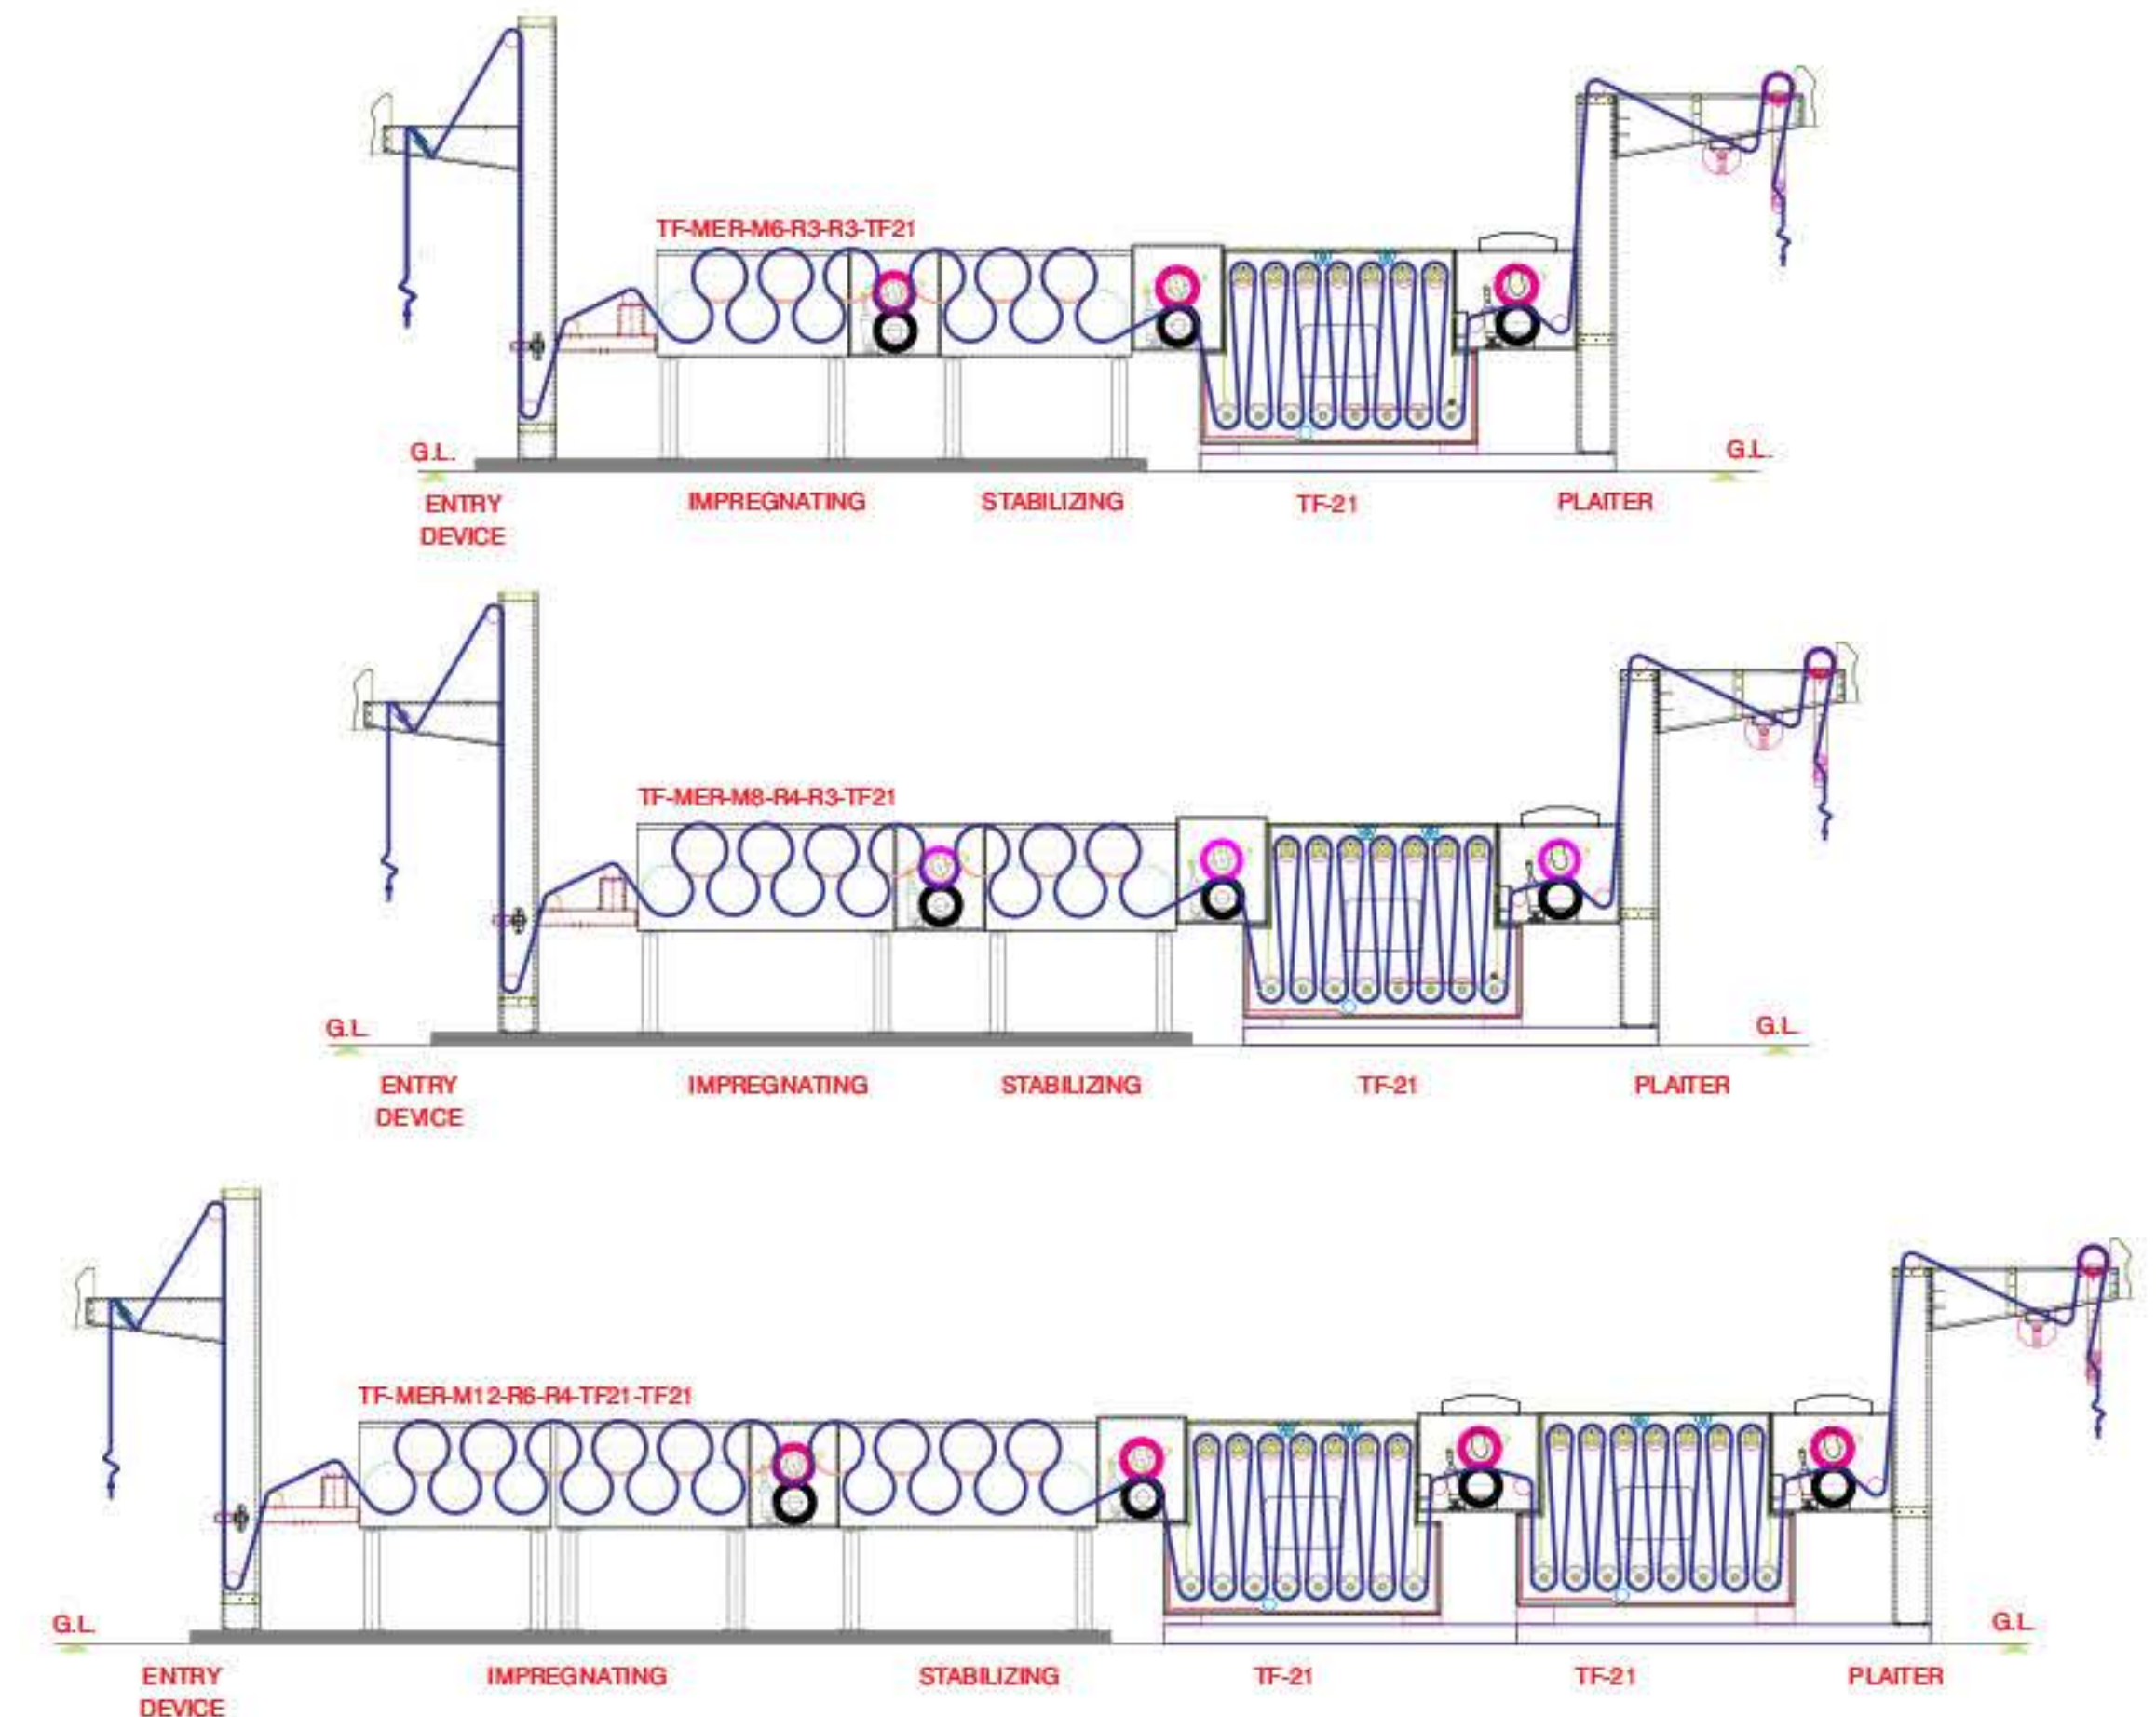 TF-MER-M6-R3-R3-TF21
G.L. G.L.
ENTRY IMPREGNATING STABILIZING TF-21 PLAITER
DEVICE
TF-MER-M8-R4-R3-TF21
G.L. G.L.
ENTRY IMPREGNATING STABILIZING TF-21 PLAITER
DEVICE
TF-MER-M12-R6-R4-TF21-TF21
G.L. G.L.
ENTRY IMPREGNATING STABILIZING TF-21 TF-21 PLAITER
DEVICE